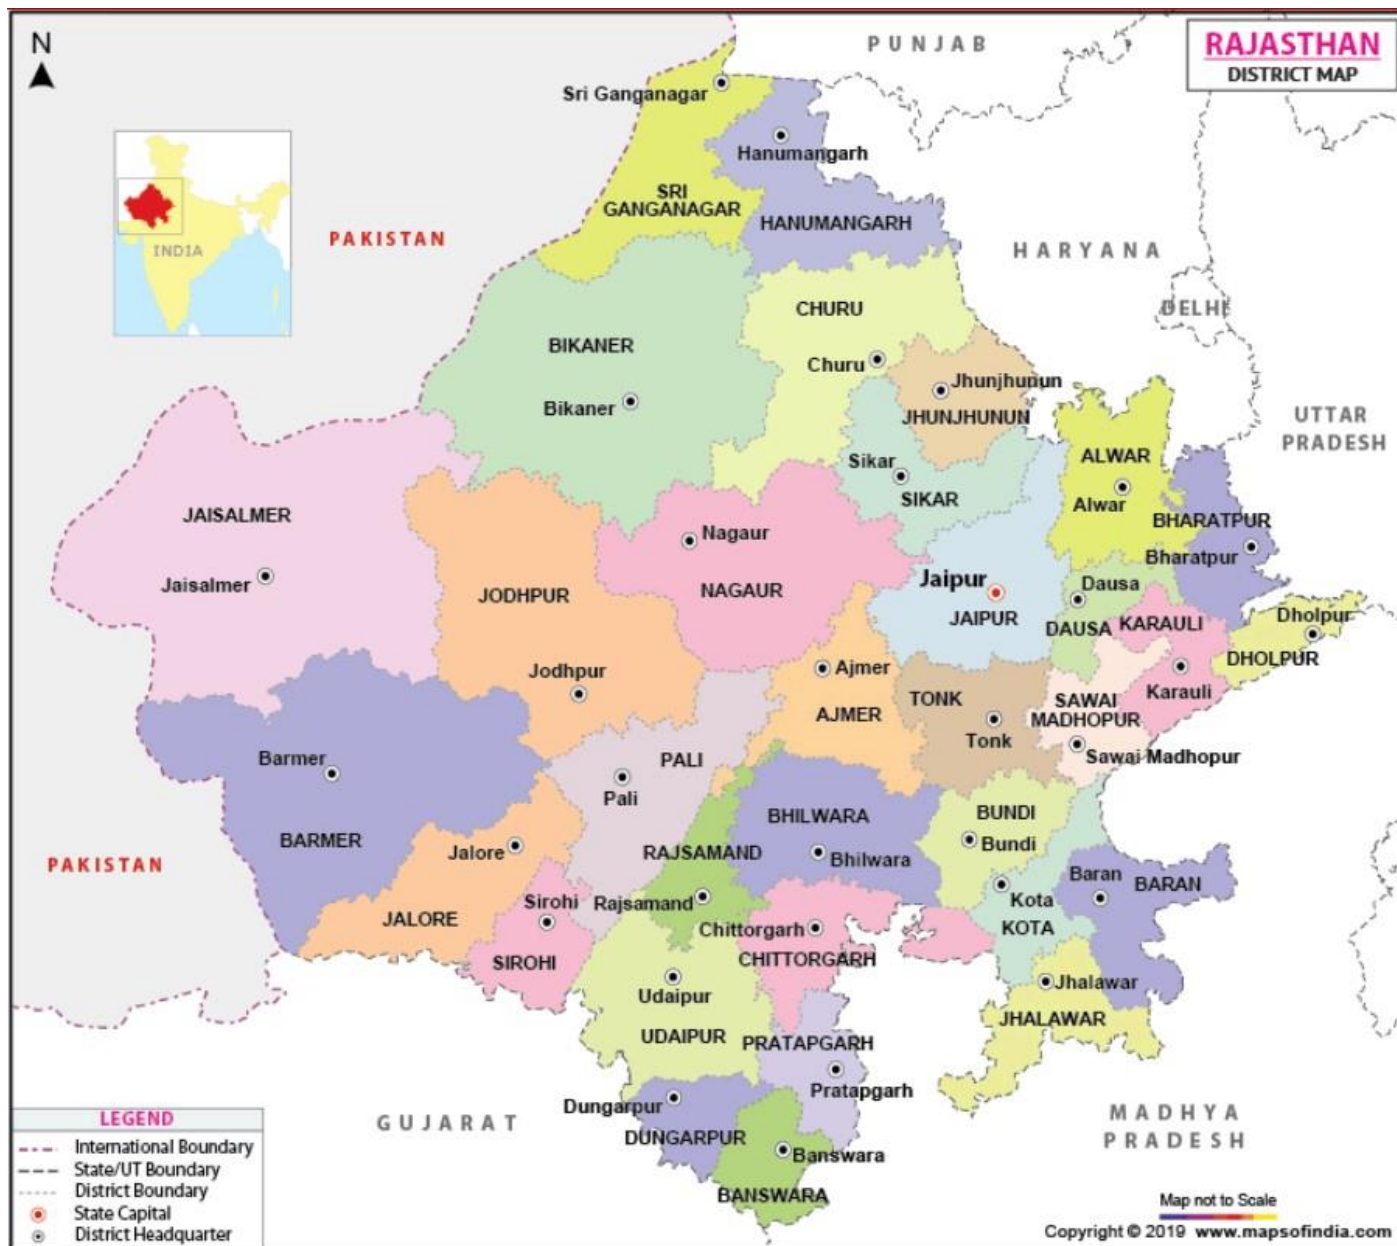 N
PUNJAB
RAJASTHAN
DISTRICT MAP
Sri Ganganagar
Hanumangarh
SRI
GANGANAGAR
HANUMANGARH
PAKISTAN
INDIA
HARYANA
DELHI
CHURU
BIKANER
Churu
Jhunjhunun
JHUNJHUNUN
Bikaner
UTTAR
PRADESH
ALWAR
Sikar
SIKAR
Alwar
JAISALMER
Nagaur
BHARATPUR
Bharatpur
Jaisalmer
JODHPUR
NAGAUR
Jaipur
JAIPUR
Dausa
DAUSA
KARAULI
Dholpur
DHOLPUR
Jodhpur
Ajmer
Karauli
AJMER
TONK
Tonk
SAWAI
MADHOPUR
Sawai Madhopur
Barmer
PALI
Pali
BARMER
BHILWARA
BUNDI
Bundi
Jalore
RAJSAMAND
Bhilwara
PAKISTAN
Baran
BARAN
Sirohi
Rajsamand
Kota
KOTA
JALORE
Chittorgarh
CHITTORGARH
SIROHI
Udaipur
UDAIPUR
Jhalawar
JHALAWAR
PRATAPGARH
Pratapgarh
Dungarpur
DUNGARPUR
GUJARAT
MADHYA
PRADESH
Banswara
BANSWARA
LEGEND
International Boundary
State/UT Boundary
District Boundary
State Capital
District Headquarter
Map not to Scale
Copyright © 2019 www.mapsofindia.com